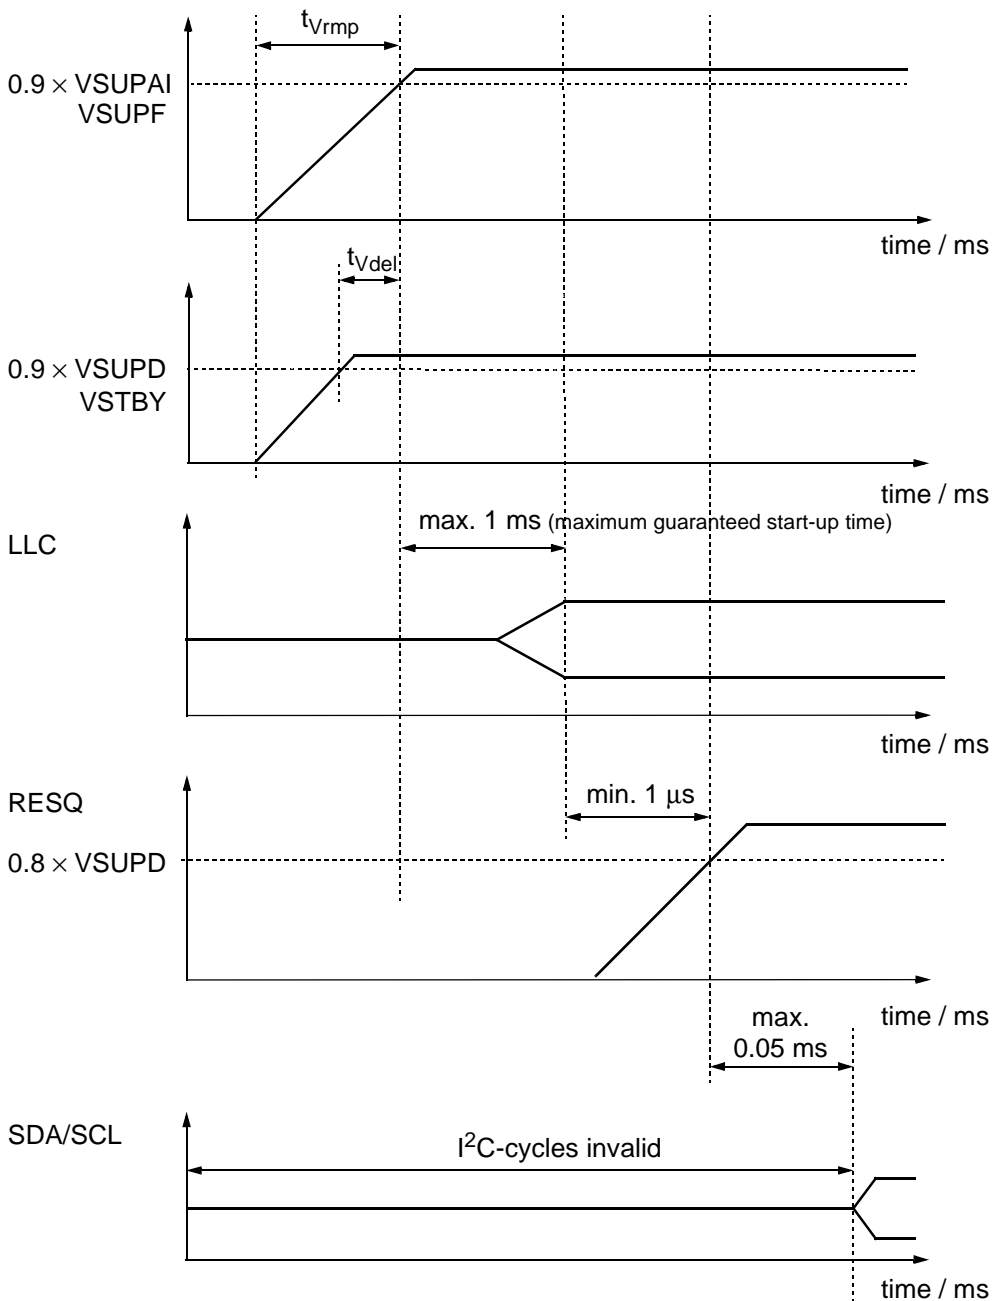 tVrmp
0.9 × VSUPAI
VSUPF
time / ms
tVdel
0.9 × VSUPD
VSTBY
time / ms
max. 1 ms (maximum guaranteed start-up time)
LLC
time / ms
RESQ
min. 1 μs
0.8 × VSUPD
time / ms
max.
0.05 ms
SDA/SCL
I²C-cycles invalid
time / ms